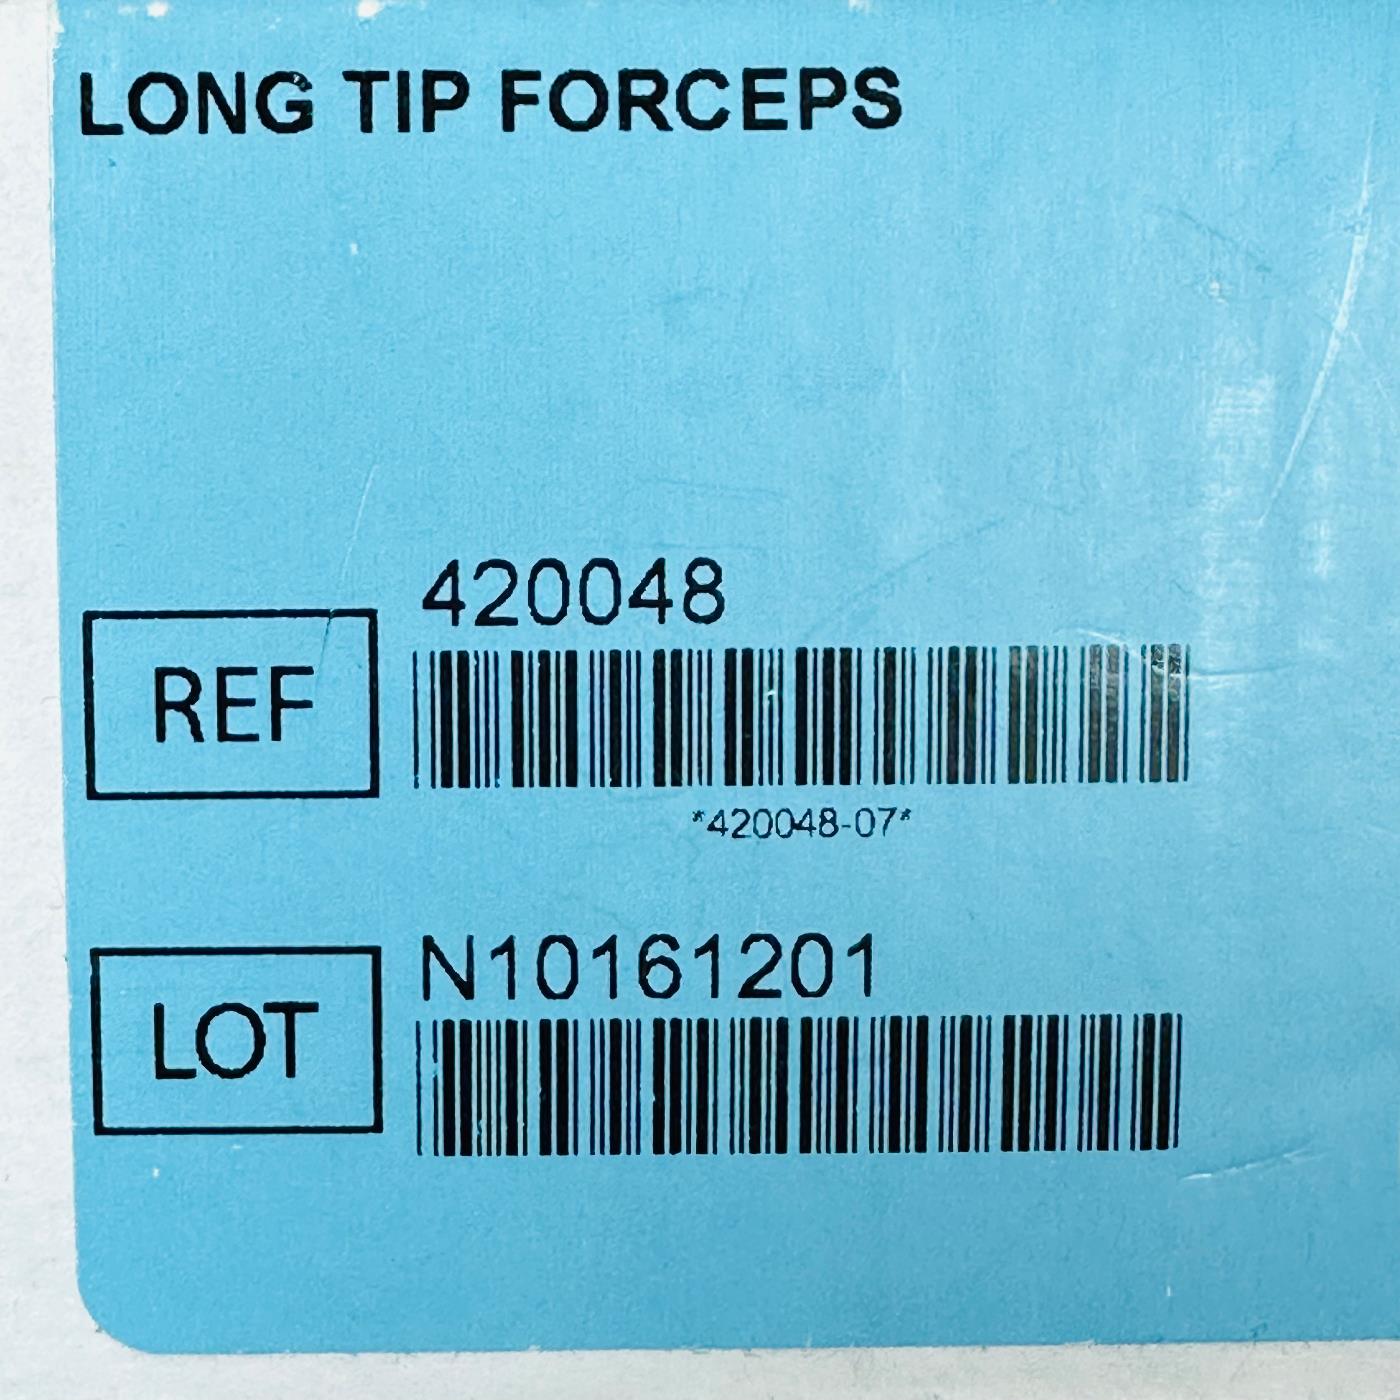 LONG TIP FORCEPS
420048
REF
*420048-07*
N10161201
LOT